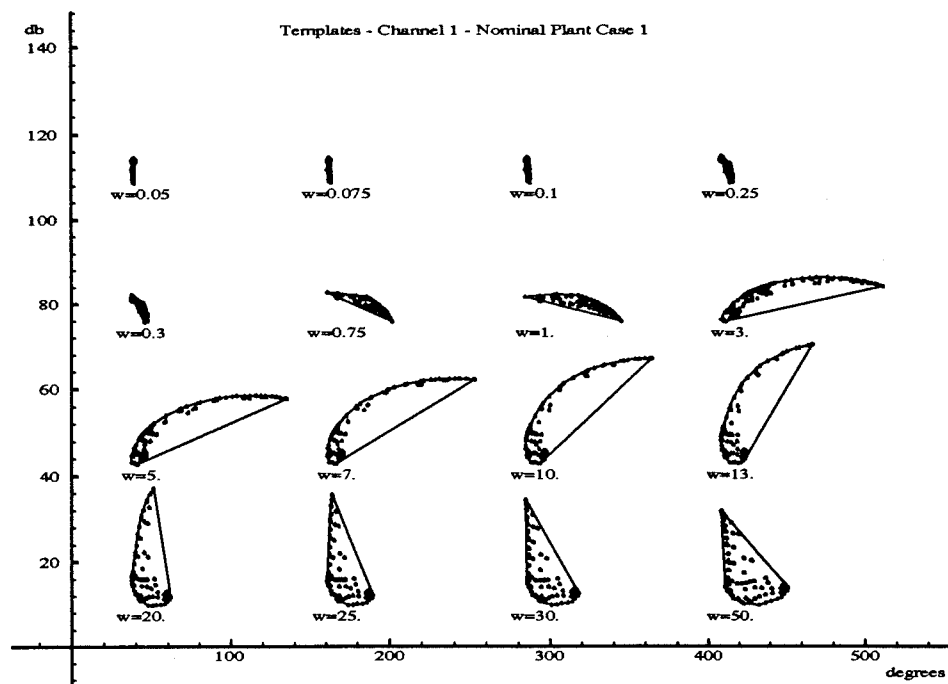 db
Templates - Channel 1 - Nominal Plant Case 1
140
120
w=0.05 w=0.075 w=0.1 w=0.25
100
80
w=0.3 w=0.75 w=1. w=3.
60
40
w=5. w=7. w=10. w=13.
20
w=20. w=25. w=30. w=50.
100 200 300 400 500
degrees